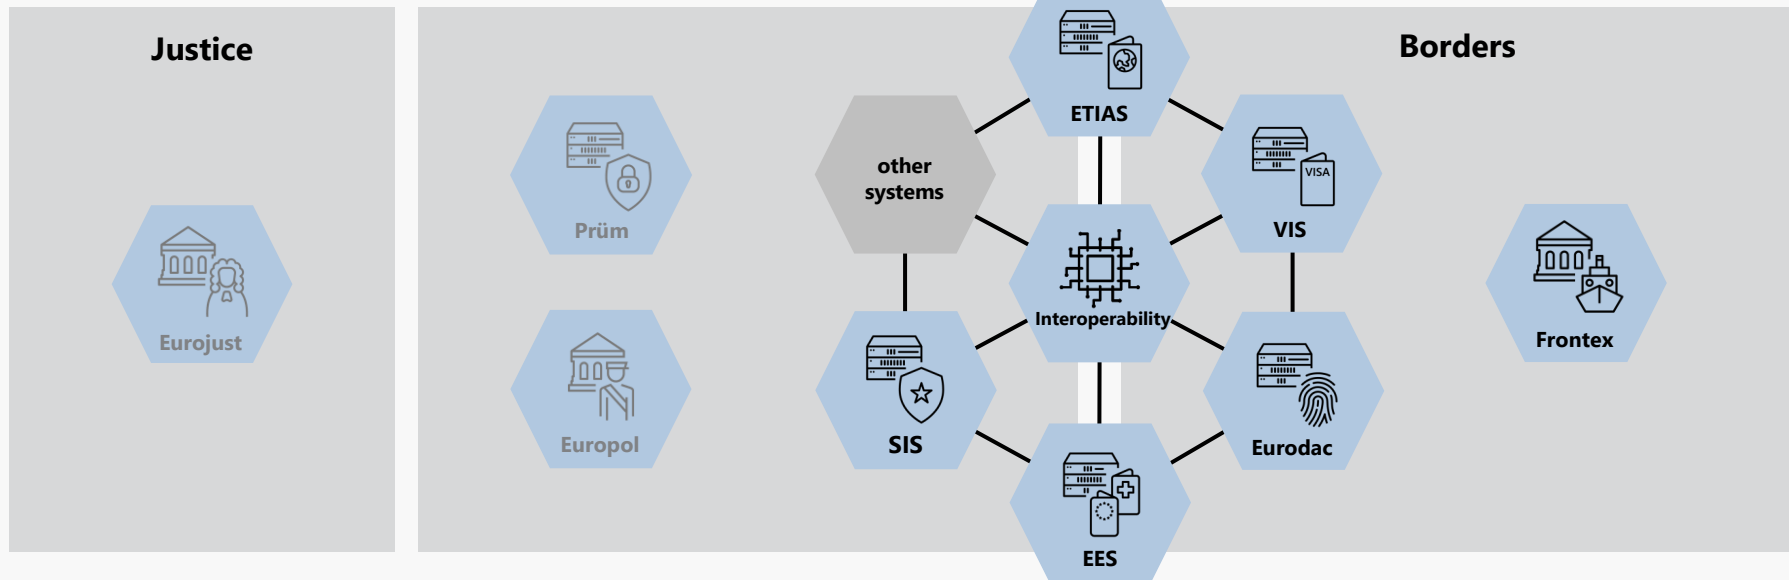 Justice
Borders
ETIAS
other
systems
VISA
Prüm
VIS
Interoperability
Eurojust
Frontex
Europol
SIS
Eurodac
EES